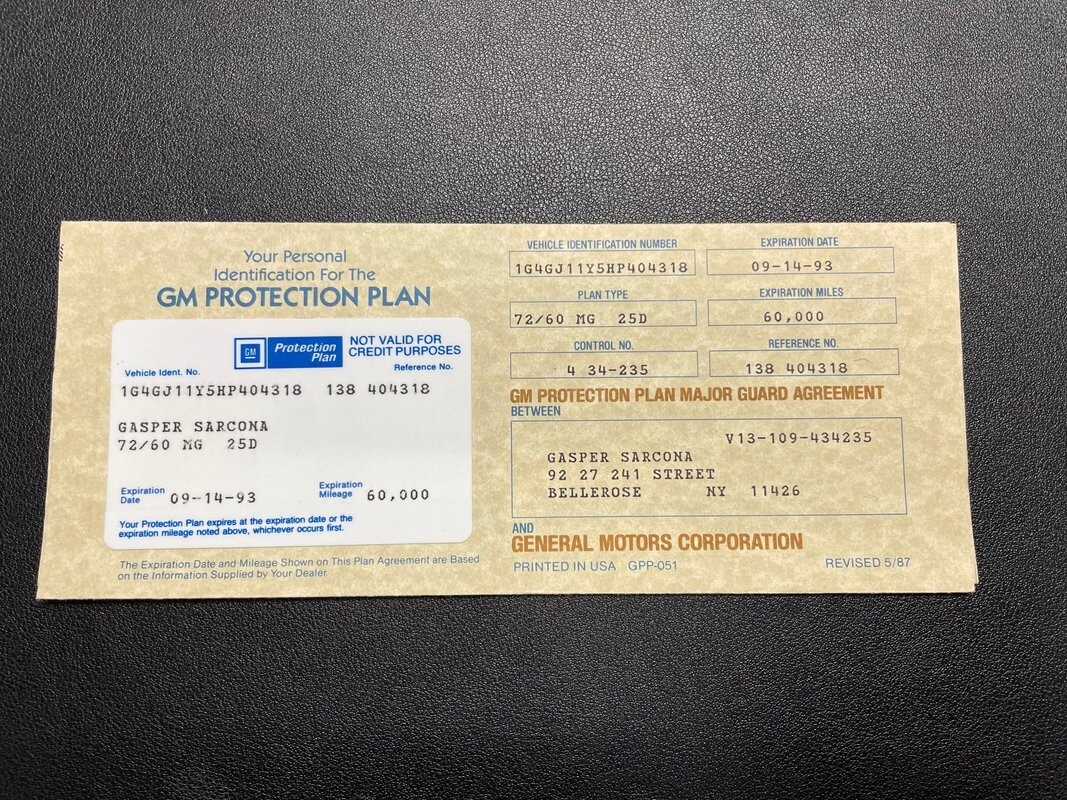 Your Personal
Identification For The
GM PROTECTION PLAN
GM Protection Plan
NOT VALID FOR
CREDIT PURPOSES
Vehicle Ident. No.
Reference No.
1G4GJ11Y5HP404318 138 404318
GASPER SARCONA
72/60 MG 25D
Expiration Date 09-14-93
Expiration Mileage 60,000
Your Protection Plan expires at the expiration date or the
expiration mileage noted above, whichever occurs first.
The Expiration Date and Mileage Shown on This Plan Agreement are Based
on the Information Supplied by Your Dealer
VEHICLE IDENTIFICATION NUMBER
1G4GJ11Y5HP404318
EXPIRATION DATE
09-14-93
PLAN TYPE
72/60 MG 25D
EXPIRATION MILES
60,000
CONTROL NO.
4 34-235
REFERENCE NO.
138 404318
GM PROTECTION PLAN MAJOR GUARD AGREEMENT
BETWEEN
V13-109-434235
GASPER SARCONA
92 27 241 STREET
BELLEROSE NY 11426
AND
GENERAL MOTORS CORPORATION
PRINTED IN USA GPP-051
REVISED 5/87